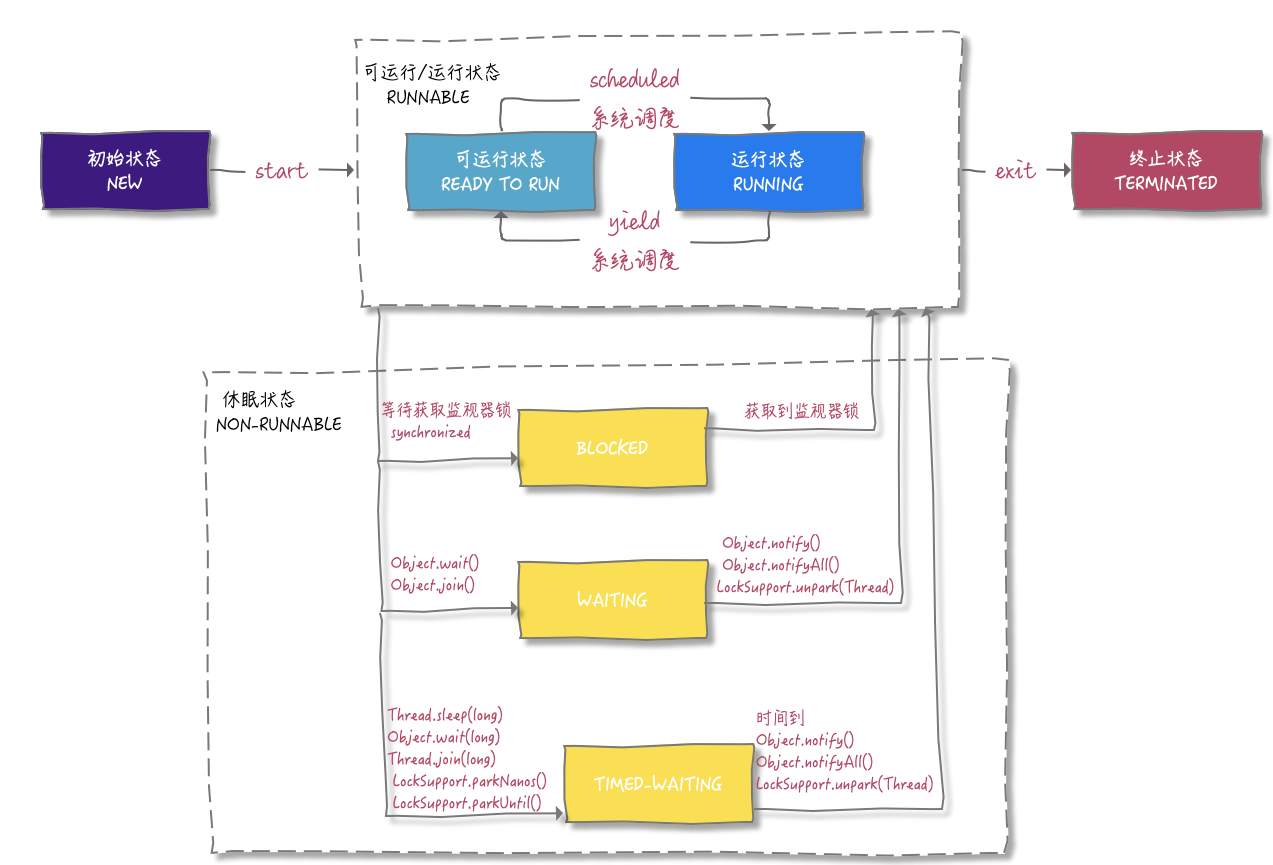 可运行/运行状态
RUNNABLE
scheduled
系统调度
初始状态
NEW
start
可运行状态
READY TO RUN
运行状态
RUNNING
exit
终止状态
TERMINATED
yield
系统调度
休眠状态
NON-RUNNABLE
等待获取监视器锁
synchronized
BLOCKED
获取到监视器锁
Object.wait()
Object.join()
WAITING
Object.notify()
Object.notifyAll()
LockSupport.unpark(Thread)
Thread.sleep(long)
Object.wait(long)
Thread.join(long)
LockSupport.parkNanos()
LockSupport.parkUntil()
TIMED-WAITING
时间到
Object.notify()
Object.notifyAll()
LockSupport.unpark(Thread)